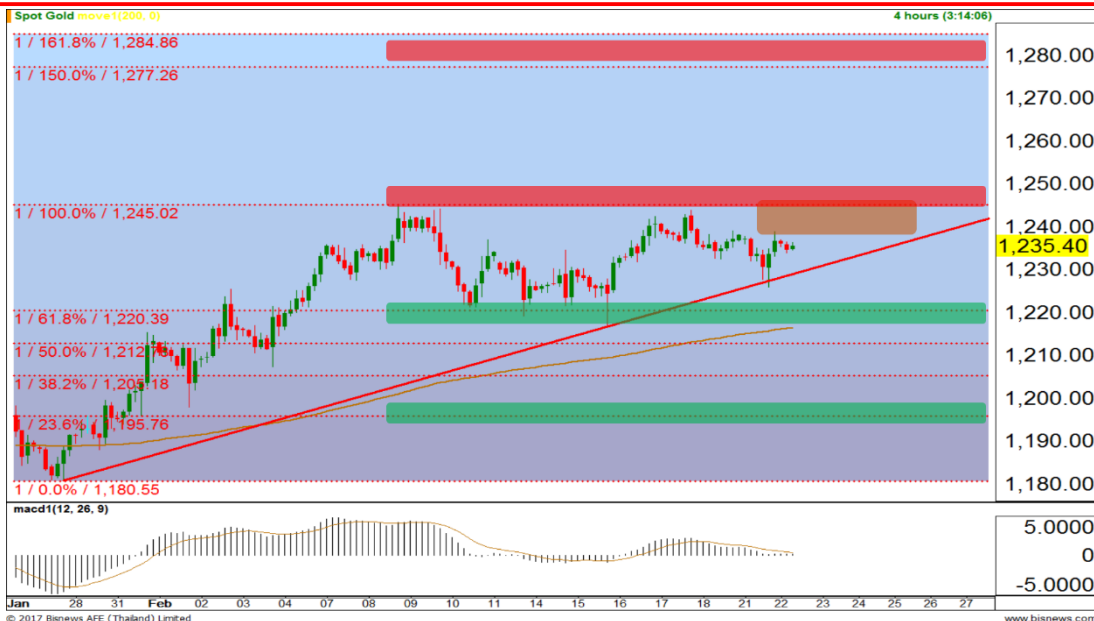 Spot Gold move1(200, 0) 4 hours (3:14:06)
1 / 161.8% / 1,284.86
1 / 150.0% / 1,277.26
1 / 100.0% / 1,245.02
1 / 61.8% / 1,220.39
1 / 50.0% / 1,212.78
1 / 38.2% / 1,205.18
1 / 23.6% / 1,195.76
1 / 0.0% / 1,180.55
1,280.00
1,270.00
1,260.00
1,250.00
1,240.00
1,235.40
1,230.00
1,220.00
1,210.00
1,200.00
1,190.00
1,180.00
macd1(12, 26, 9)
5.0000
0
-5.0000
Jan 28 31 Feb 02 03 04 07 08 09 10 11 14 15 16 17 18 21 22 23 24 25 26 27
© 2017 Bisnews AFE (Thailand) Limited www.bisnews.com